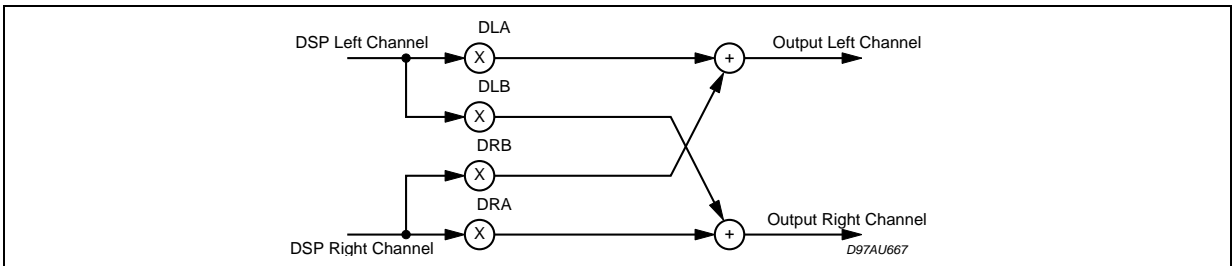 DLA
DSP Left Channel
X
+
Output Left Channel
DLB
X
DRB
X
DRA
Output Right Channel
X
+
DSP Right Channel
D97AU667